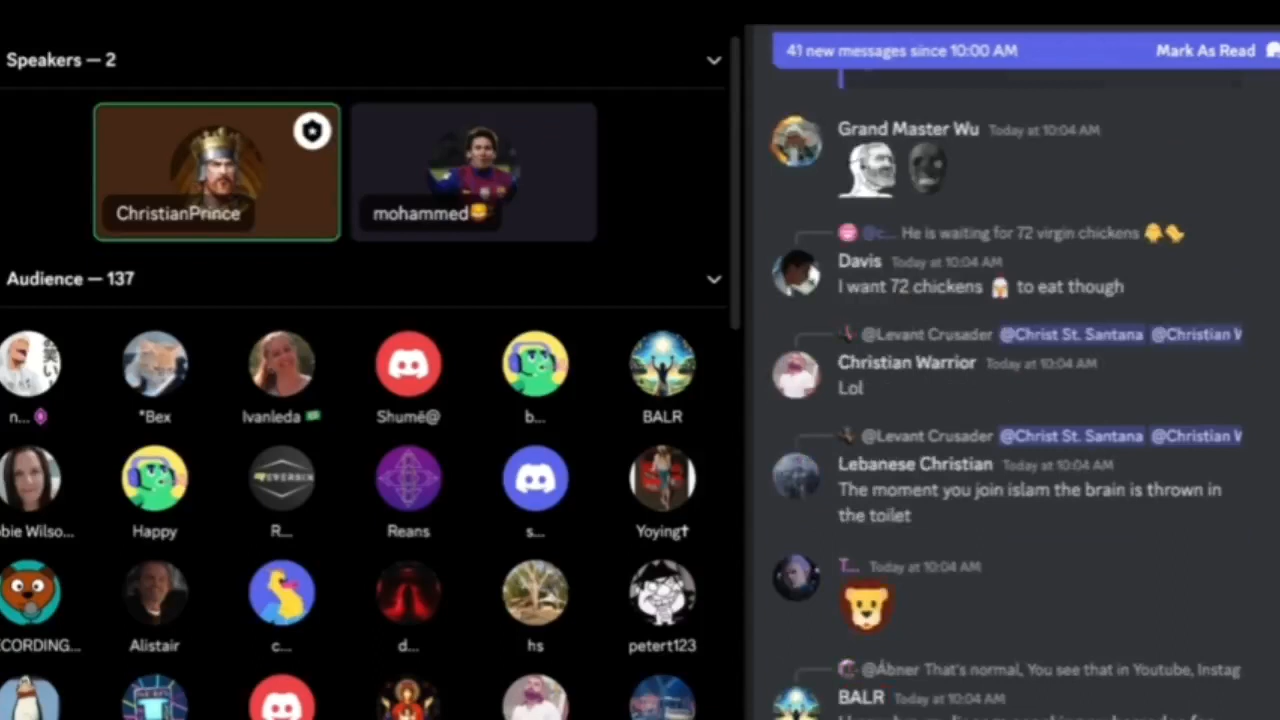 Speakers — 2
ChristianPrince
mohammed
Audience — 137
n...
*Bex
Ivanleda
Shumë@
b...
BALR
bie Wilso...
Happy
R...
Reans
s...
Yoying†
CORDING...
Alistair
c...
d...
hs
petert123
41 new messages since 10:00 AM
Mark As Read
Grand Master Wu Today at 10:04 AM
@c... He is waiting for 72 virgin chickens 🐥🐤
Davis Today at 10:04 AM
I want 72 chickens 🐔 to eat though
@Levant Crusader @Christ St. Santana @Christian W
Christian Warrior Today at 10:04 AM
Lol
@Levant Crusader @Christ St. Santana @Christian W
Lebanese Christian Today at 10:04 AM
The moment you join islam the brain is thrown in
the toilet
T... Today at 10:04 AM
@Ábner That's normal, You see that in Youtube, Instag
BALR Today at 10:04 AM